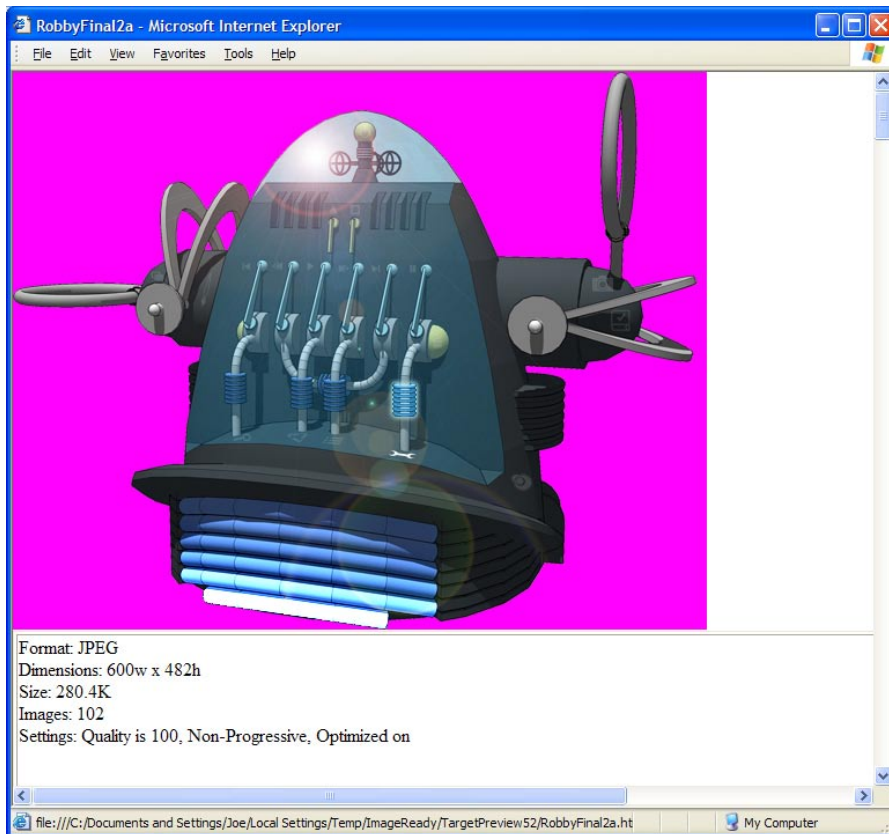 RobbyFinal2a - Microsoft Internet Explorer
File Edit View Favorites Tools Help
Format: JPEG
Dimensions: 600w x 482h
Size: 280.4K
Images: 102
Settings: Quality is 100, Non-Progressive, Optimized on
file:///C:/Documents and Settings/Joe/Local Settings/Temp/ImageReady/TargetPreview52/RobbyFinal2a.ht My Computer